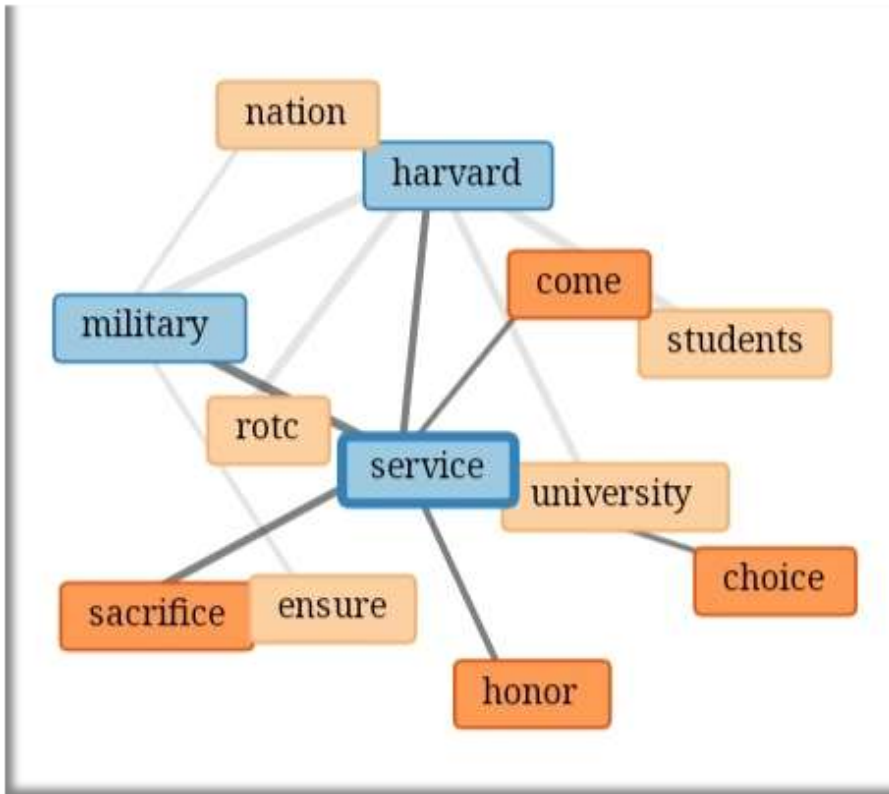 nation
harvard
come
military
students
rotc
service
university
choice
sacrifice
ensure
honor